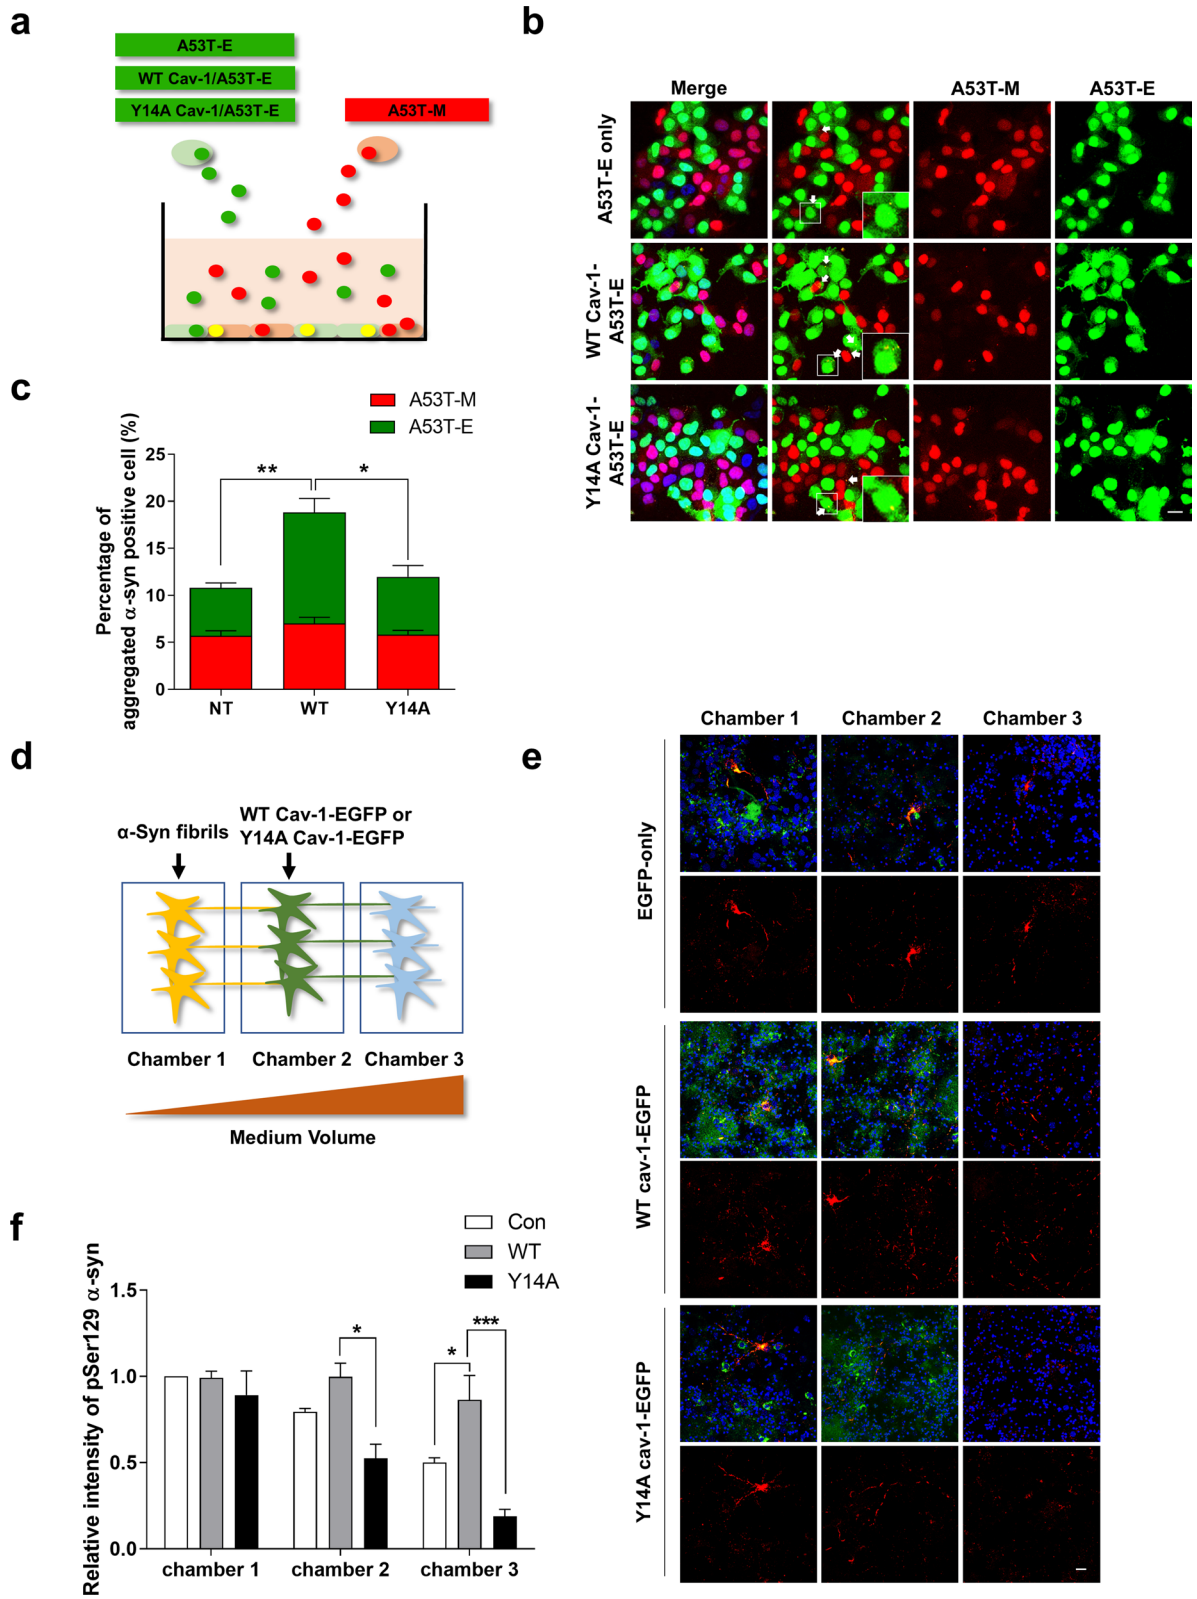 a
A53T-E
WT Cav-1/A53T-E
Y14A Cav-1/A53T-E
A53T-M
b
Merge
A53T-M
A53T-E
A53T-E only
WT Cav-1-
A53T-E
Y14A Cav-1-
A53T-E
c
A53T-M
A53T-E
Percentage of
aggregated α-syn positive cell (%)
25
20
15
10
5
0
**
*
NT
WT
Y14A
d
α-Syn fibrils
WT Cav-1-EGFP or
Y14A Cav-1-EGFP
Chamber 1
Chamber 2
Chamber 3
Medium Volume
e
Chamber 1
Chamber 2
Chamber 3
EGFP-only
WT cav-1-EGFP
Y14A cav-1-EGFP
f
Con
WT
Y14A
Relative intensity of pSer129 α-syn
1.5
1.0
0.5
0.0
*
*
***
chamber 1
chamber 2
chamber 3